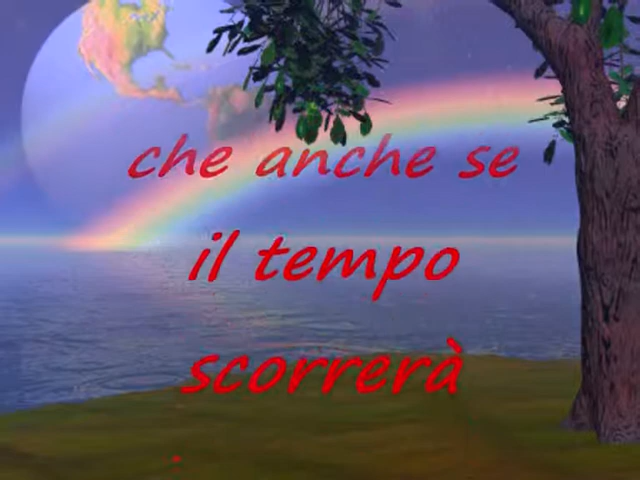 che anche se
il tempo
scorrerà